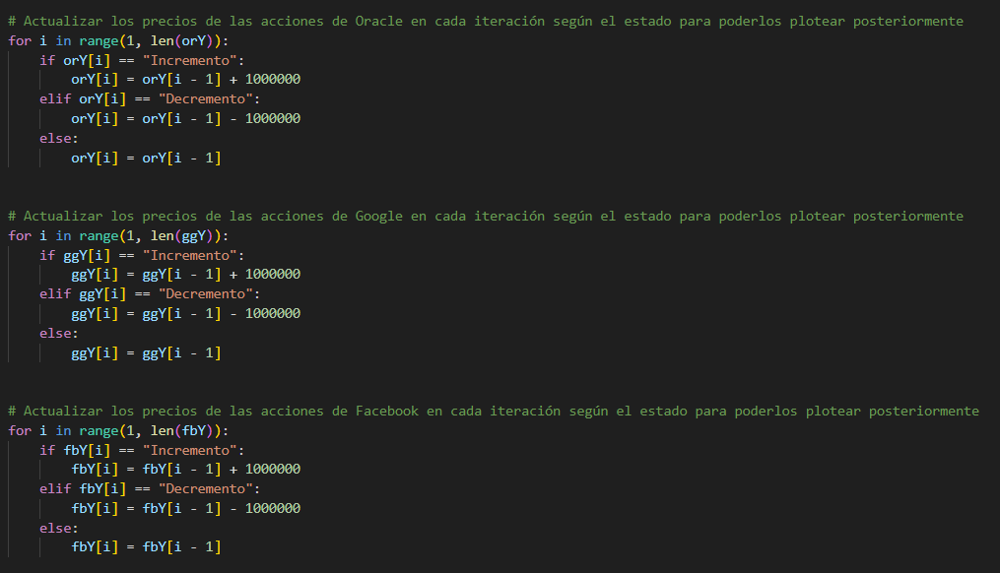 # Actualizar los precios de las acciones de Oracle en cada iteración según el estado para poderlos plotear posteriormente
for i in range(1, len(orY)):
    if orY[i] == "Incremento":
        orY[i] = orY[i - 1] + 1000000
    elif orY[i] == "Decremento":
        orY[i] = orY[i - 1] - 1000000
    else:
        orY[i] = orY[i - 1]
# Actualizar los precios de las acciones de Google en cada iteración según el estado para poderlos plotear posteriormente
for i in range(1, len(ggY)):
    if ggY[i] == "Incremento":
        ggY[i] = ggY[i - 1] + 1000000
    elif ggY[i] == "Decremento":
        ggY[i] = ggY[i - 1] - 1000000
    else:
        ggY[i] = ggY[i - 1]
# Actualizar los precios de las acciones de Facebook en cada iteración según el estado para poderlos plotear posteriormente
for i in range(1, len(fbY)):
    if fbY[i] == "Incremento":
        fbY[i] = fbY[i - 1] + 1000000
    elif fbY[i] == "Decremento":
        fbY[i] = fbY[i - 1] - 1000000
    else:
        fbY[i] = fbY[i - 1]